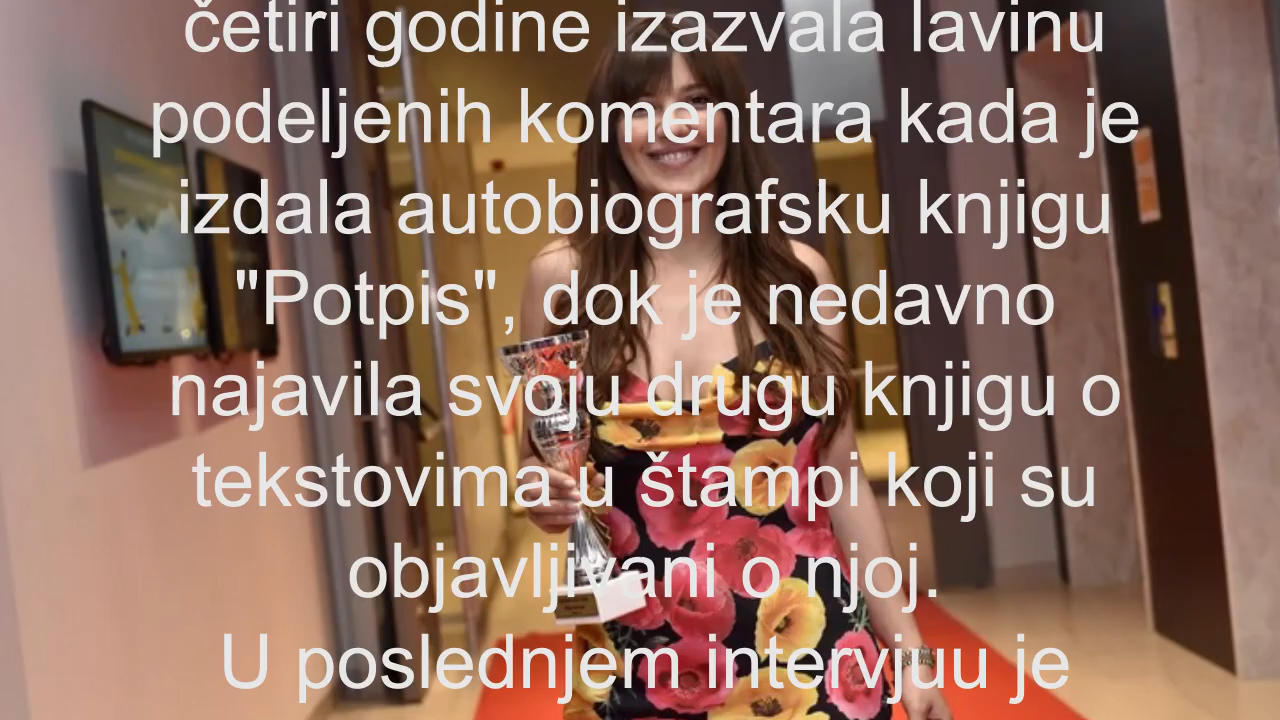 četiri godine izazvala lavinu
podeljenih komentara kada je
izdala autobiografsku knjigu
"Potpis", dok je nedavno
najavila svoju drugu knjigu o
tekstovima u štampi koji su
objavljivani o njoj.
U poslednjem intervjuu je